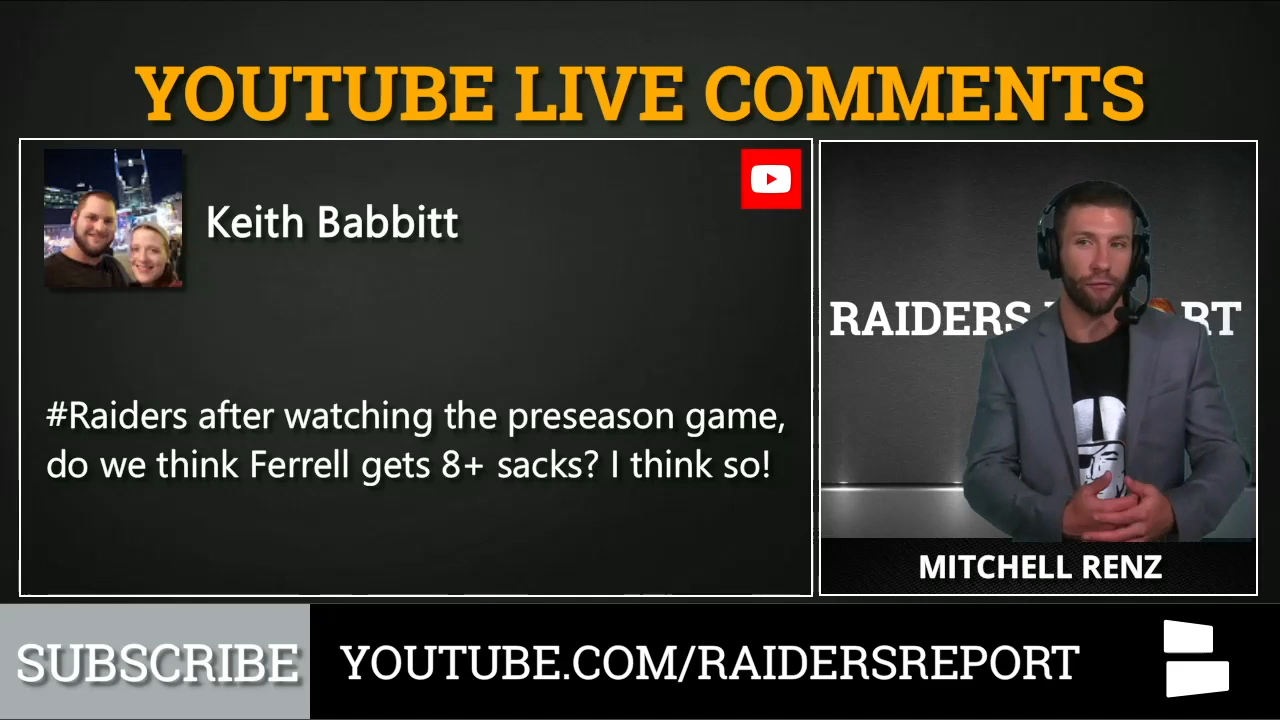 YOUTUBE LIVE COMMENTS
Keith Babbitt
#Raiders after watching the preseason game,
do we think Ferrell gets 8+ sacks? I think so!
RAIDERS
MITCHELL RENZ
SUBSCRIBE
YOUTUBE.COM/RAIDERSREPORT